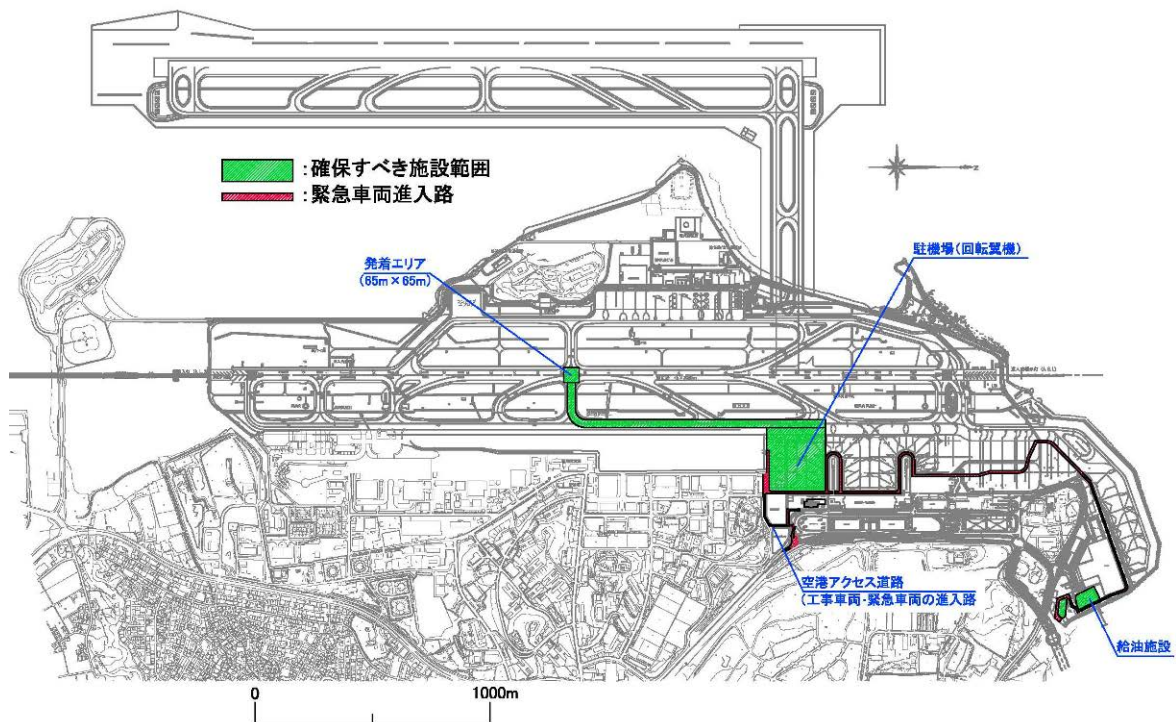 :確保すべき施設範囲
:緊急車両進入路
N
発着エリア
(65m×65m)
駐機場(回転翼機)
空港アクセス道路
(工事車両・緊急車両の進入路
給油施設
0
1000m